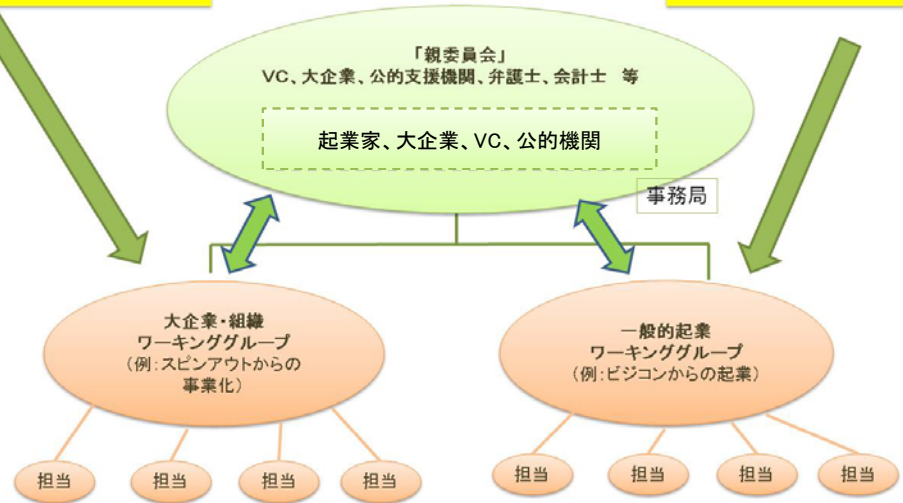 「親委員会」
VC、大企業、公的支援機関、弁護士、会計士 等
起業家、大企業、VC、公的機関
事務局
大企業・組織
ワーキンググループ
(例:スピンアウトからの
事業化)
一般的起業
ワーキンググループ
(例:ビジコンからの起業)
担当
担当
担当
担当
担当
担当
担当
担当